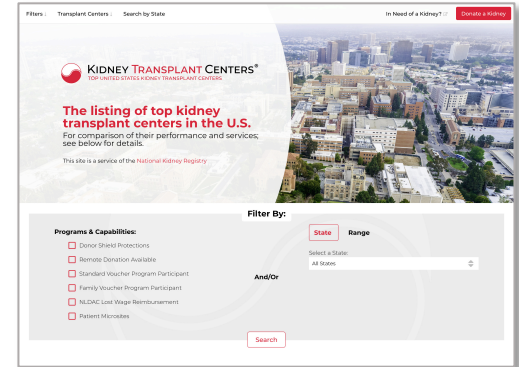 Filters
Transplant Centers
Search by State
In Need of a Kidney?
Donate a Kidney
KIDNEY TRANSPLANT CENTERS®
TOP UNITED STATES KIDNEY TRANSPLANT CENTERS
The listing of top kidney
transplant centers in the U.S.
For comparison of their performance and services;
see below for details.
This site is a service of the National Kidney Registry
Filter By:
Programs & Capabilities:
Donor Shield Protections
Remote Donation Available
Standard Voucher Program Participant
Family Voucher Program Participant
NLDAC Lost Wage Reimbursement
Patient Microsites
And/Or
State
Range
Select a State:
All States
Search